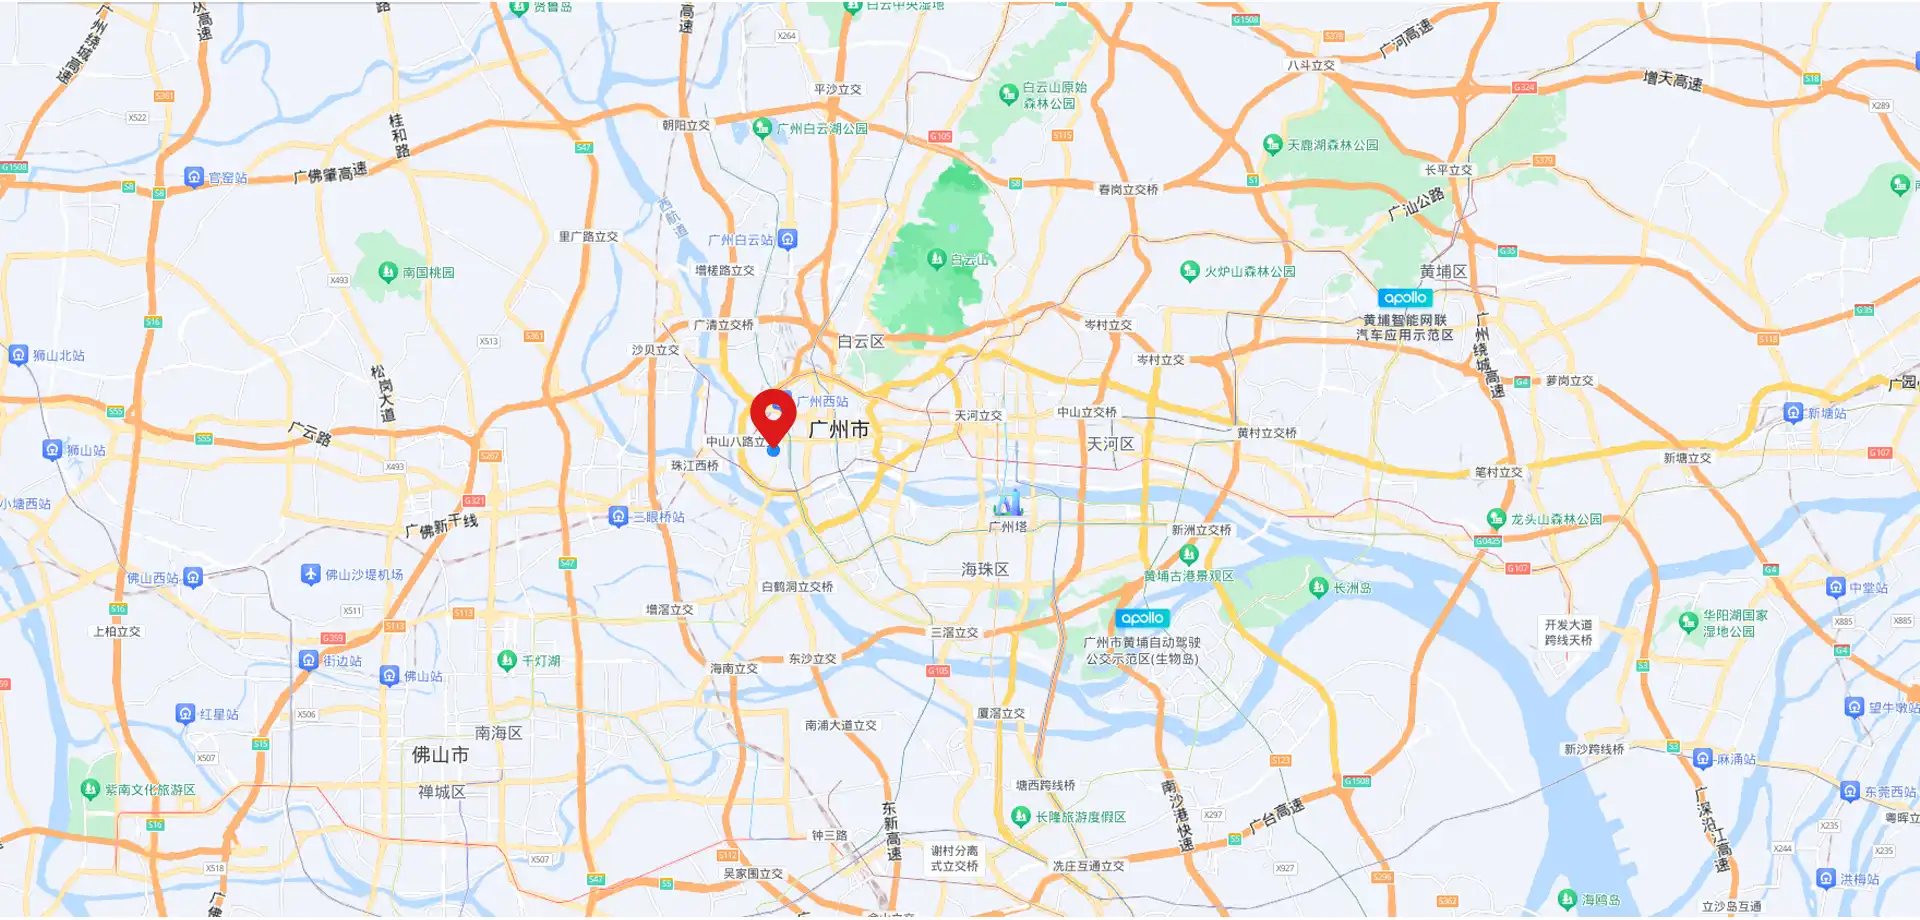 贤鲁岛
白云中央湿地
广州绕城高速
从高速
路
高速
X264
G1508
S378
广河高速
八斗立交
平沙立交
白云山原始
森林公园
G324
增天高速
S18
X289
S361
X522
桂和路
朝阳立交
广州白云湖公园
G105
S115
天鹿湖森林公园
S379
长平立交
G1508
S47
官窑站
广佛肇高速
S8
S8
S8
春岗立交桥
S1
广汕公路
西航道
里广路立交
广州白云站
白云山
G35
南国桃园
X493
增槎路立交
火炉山森林公园
黄埔区
apollo
黄埔智能网联
汽车应用示范区
G35
S16
S361
X513
广清立交桥
白云区
岑村立交
广州绕城高速
S118
狮山北站
沙贝立交
岑村立交
松岗大道
G4
萝岗立交
广园
S55
广州西站
天河立交
中山立交桥
新塘站
广云路
S55
中山八路立
广州市
天河区
黄村立交桥
狮山站
S267
X493
珠江西桥
笔村立交
新塘立交
G107
小塘西站
G321
广佛新干线
三眼桥站
广州塔
新洲立交桥
龙头山森林公园
G0425
佛山西站
佛山沙堤机场
S47
海珠区
黄埔古港景观区
G107
G4
白鹤洞立交桥
长洲岛
中堂站
S16
X511
S113
S113
增滘立交
apollo
广州市黄埔自动驾驶
公交示范区(生物岛)
开发大道
跨线天桥
华阳湖国家
湿地公园
X885
X885
上柏立交
G359
三滘立交
街边站
千灯湖
海南立交
东沙立交
G105
S3
G4
佛山站
红星站
X506
南浦大道立交
厦滘立交
望牛墩站
南海区
S15
佛山市
X507
新沙跨线桥
S3
麻涌站
S123
G1508
紫南文化旅游区
禅城区
塘西跨线桥
东莞西站
S16
东新高速
长隆旅游度假区
南沙港快速
X297
广台高速
广深沿江高速
X235
粤晖立
钟三路
S5
谢村分离
式立交桥
X244
X235
X518
X507
S112
吴家围立交
冼庄互通立交
X927
S296
洪梅站
S47
S5
S362
海鸥岛
立沙岛互通